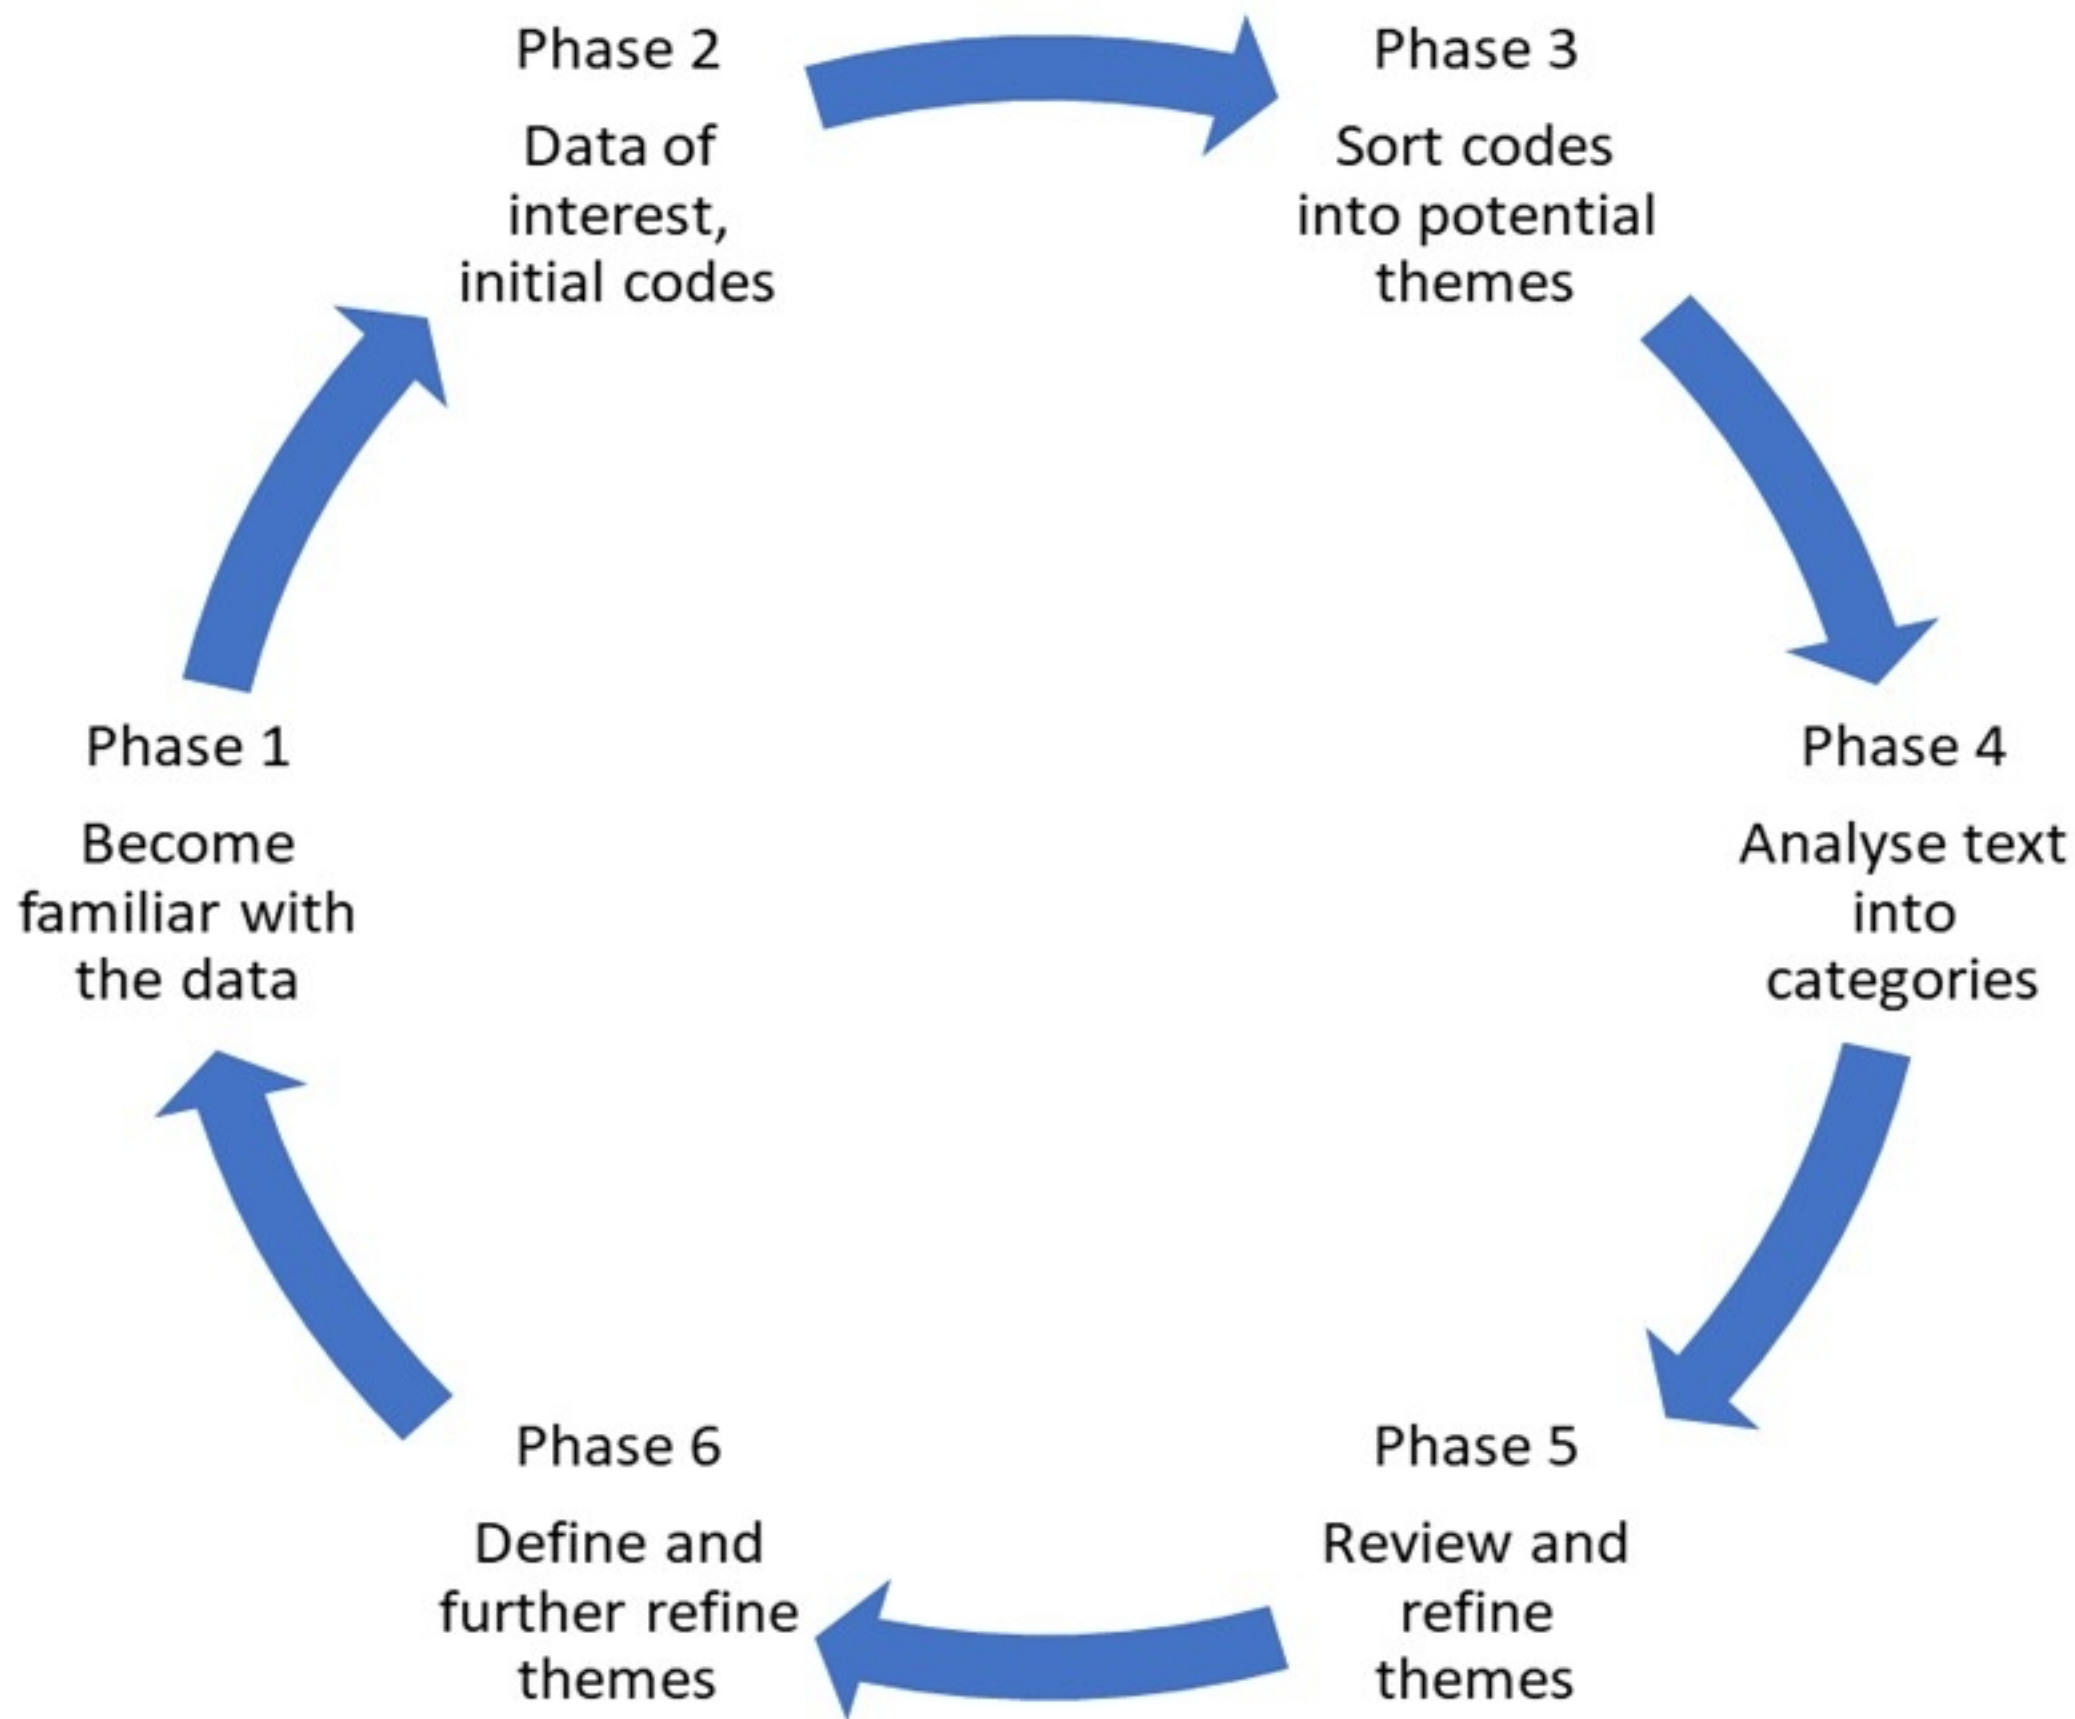 Phase 1
Become
familiar with
the data
Phase 2
Data of
interest,
initial codes
Phase 3
Sort codes
into potential
themes
Phase 4
Analyse text
into
categories
Phase 5
Review and
refine
themes
Phase 6
Define and
further refine
themes